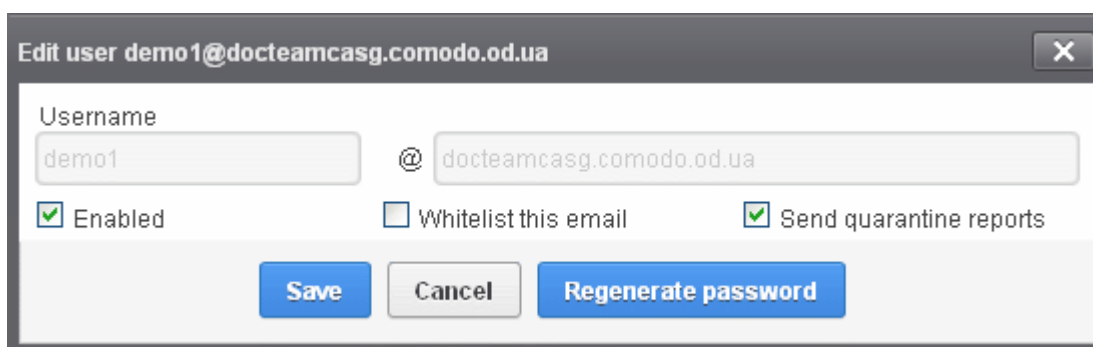 Edit user demo1@docteamcasg.comodo.od.ua
Username
demo1 @ docteamcasg.comodo.od.ua
Enabled Whitelist this email Send quarantine reports
Save Cancel Regenerate password